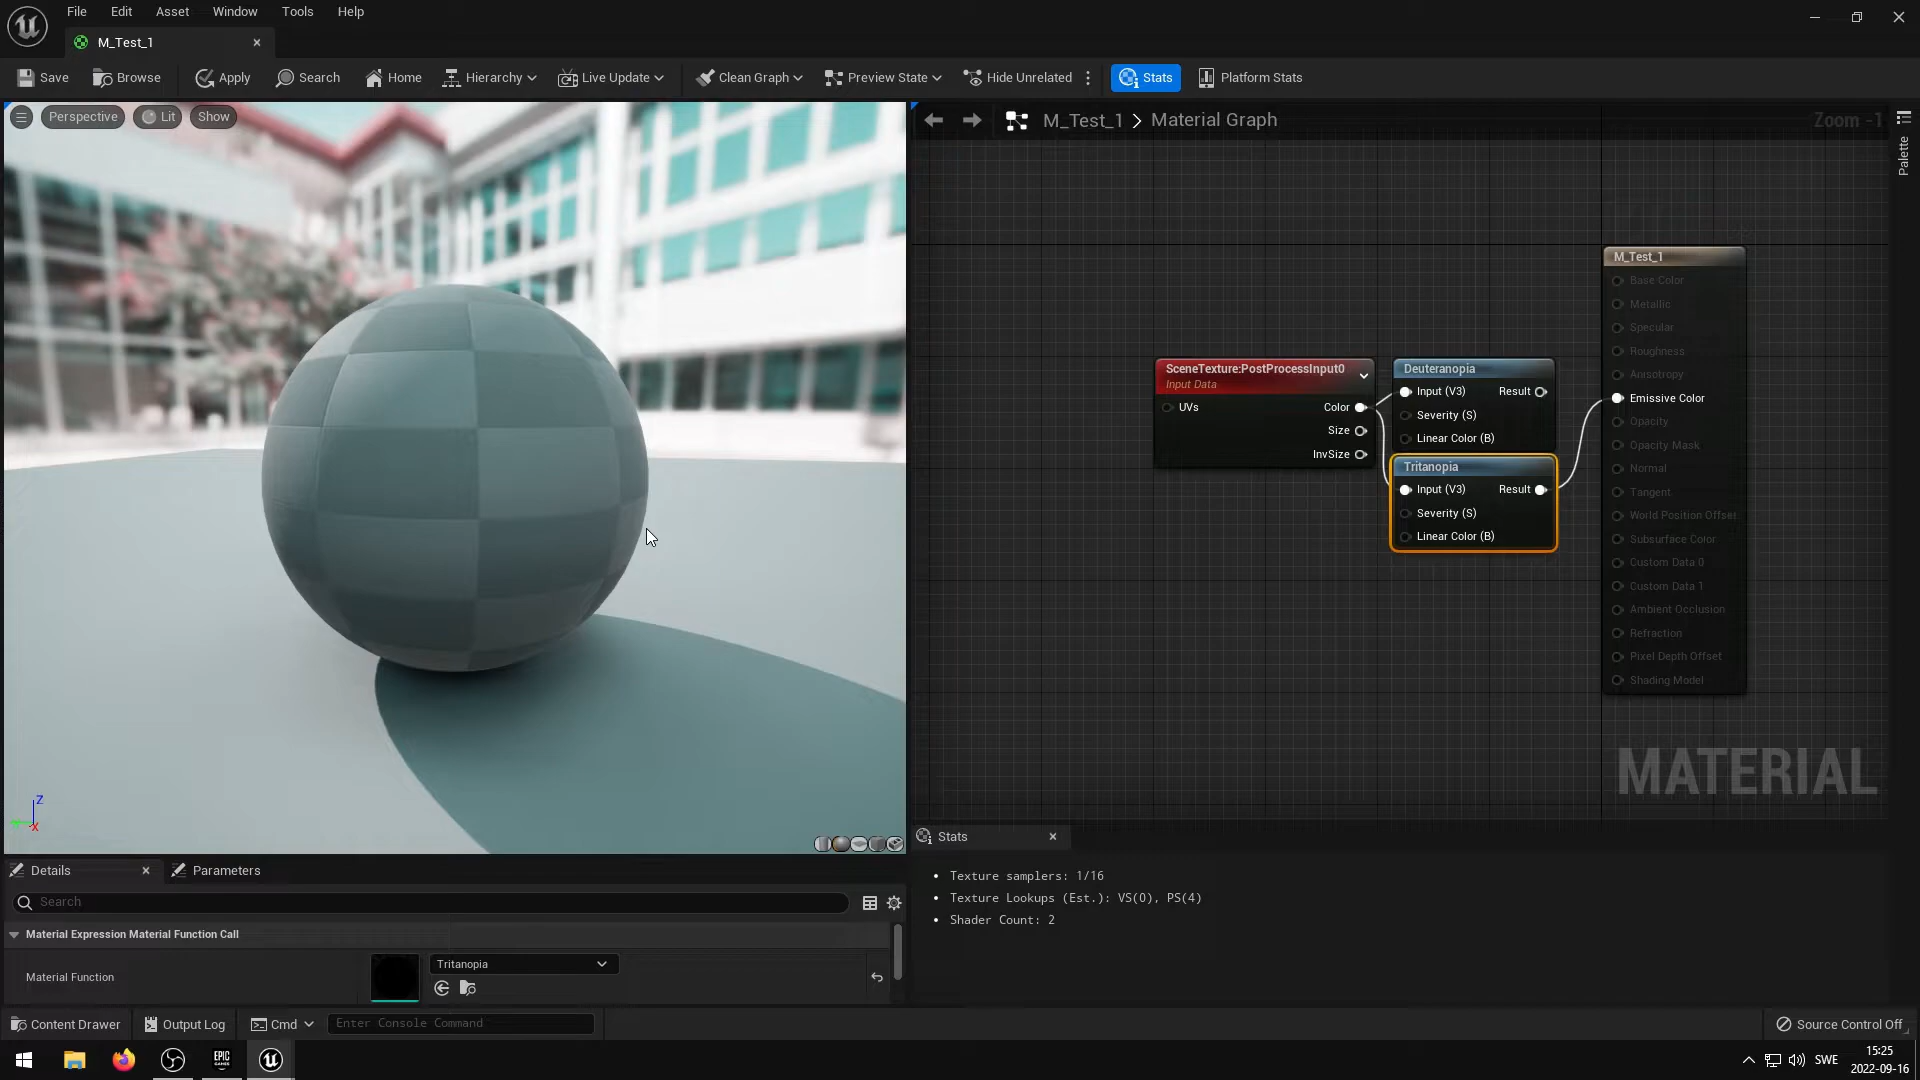 File Edit Asset Window Tools Help
M_Test_1
Save Browse Apply Search Home Hierarchy Live Update Clean Graph Preview State Hide Unrelated Stats Platform Stats
Perspective Lit Show
M_Test_1 > Material Graph
Zoom -1
Palette
M_Test_1
Base Color
Metallic
Specular
Roughness
Anisotropy
Emissive Color
Opacity
Opacity Mask
Normal
Tangent
World Position Offset
Subsurface Color
Custom Data 0
Custom Data 1
Ambient Occlusion
Refraction
Pixel Depth Offset
Shading Model
SceneTexture:PostProcessInput0
Input Data
UVs Color
Size
InvSize
Deuteranopia
Input (V3) Result
Severity (S)
Linear Color (B)
Tritanopia
Input (V3) Result
Severity (S)
Linear Color (B)
MATERIAL
Z
X
Stats
Texture samplers: 1/16
Texture Lookups (Est.): VS(0), PS(4)
Shader Count: 2
Details Parameters
Search
Material Expression Material Function Call
Material Function Tritanopia
Content Drawer Output Log Cmd Enter Console Command Source Control Off
EPIC
GAMES
SWE
15:25
2022-09-16